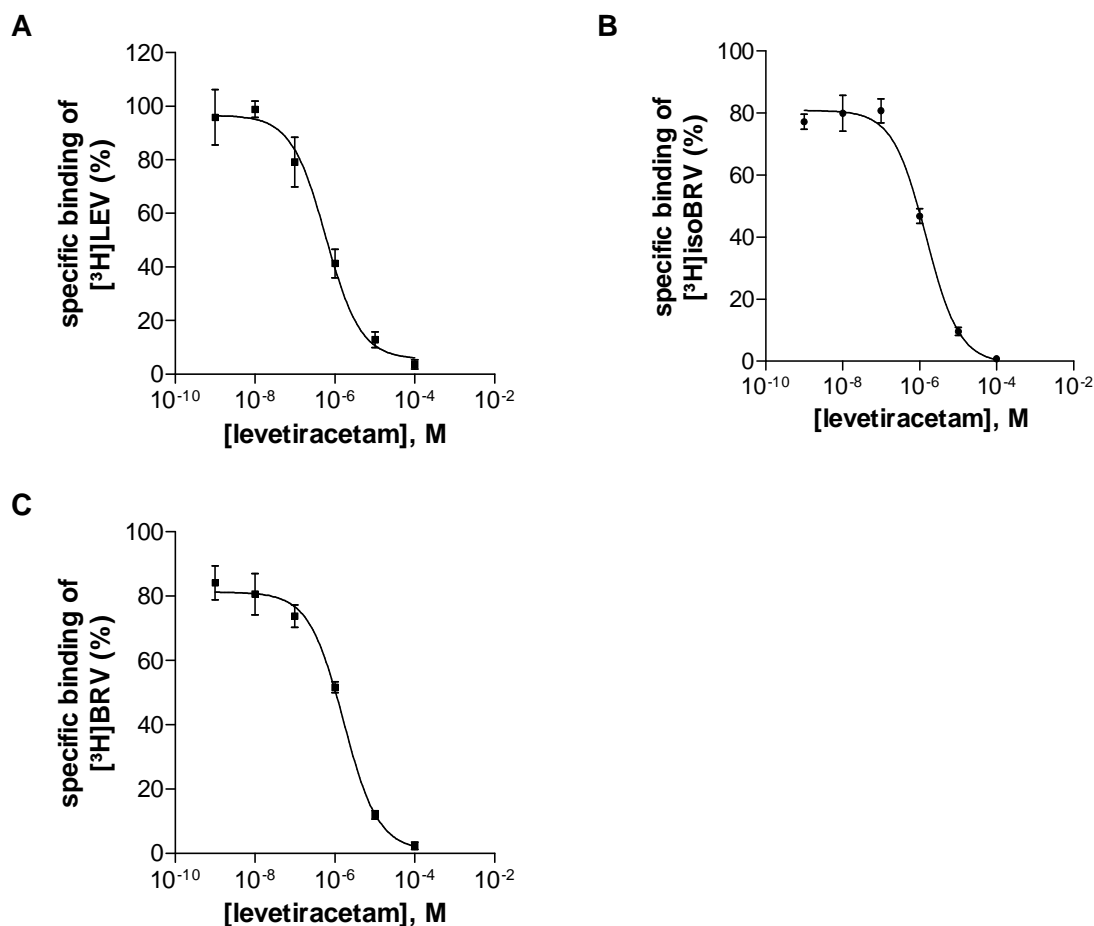 A
specific binding of
[³H]LEV (%)
120
100
80
60
40
20
0
10⁻¹⁰ 10⁻⁸ 10⁻⁶ 10⁻⁴ 10⁻²
[levetiracetam], M
B
specific binding of
[³H]isoBRV (%)
100
80
60
40
20
0
10⁻¹⁰ 10⁻⁸ 10⁻⁶ 10⁻⁴ 10⁻²
[levetiracetam], M
C
specific binding of
[³H]BRV (%)
100
80
60
40
20
0
10⁻¹⁰ 10⁻⁸ 10⁻⁶ 10⁻⁴ 10⁻²
[levetiracetam], M